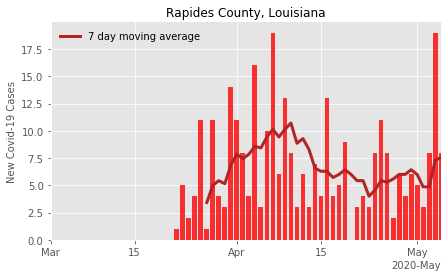 Rapides County, Louisiana
7 day moving average
New Covid-19 Cases
17.5
15.0
12.5
10.0
7.5
5.0
2.5
0.0
Mar
15
Apr
15
May
2020-May